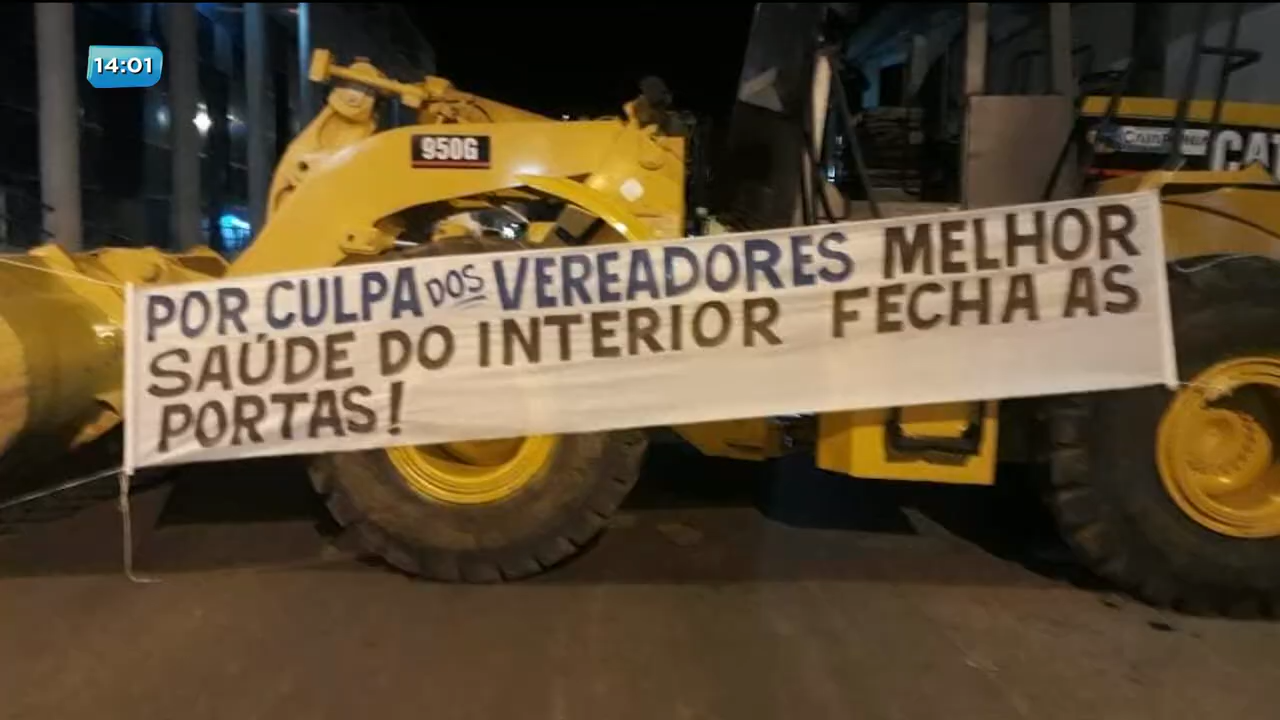 14:01
950G
CAT
POR CULPA DOS VEREADORES MELHOR
SAÚDE DO INTERIOR FECHA AS
PORTAS!